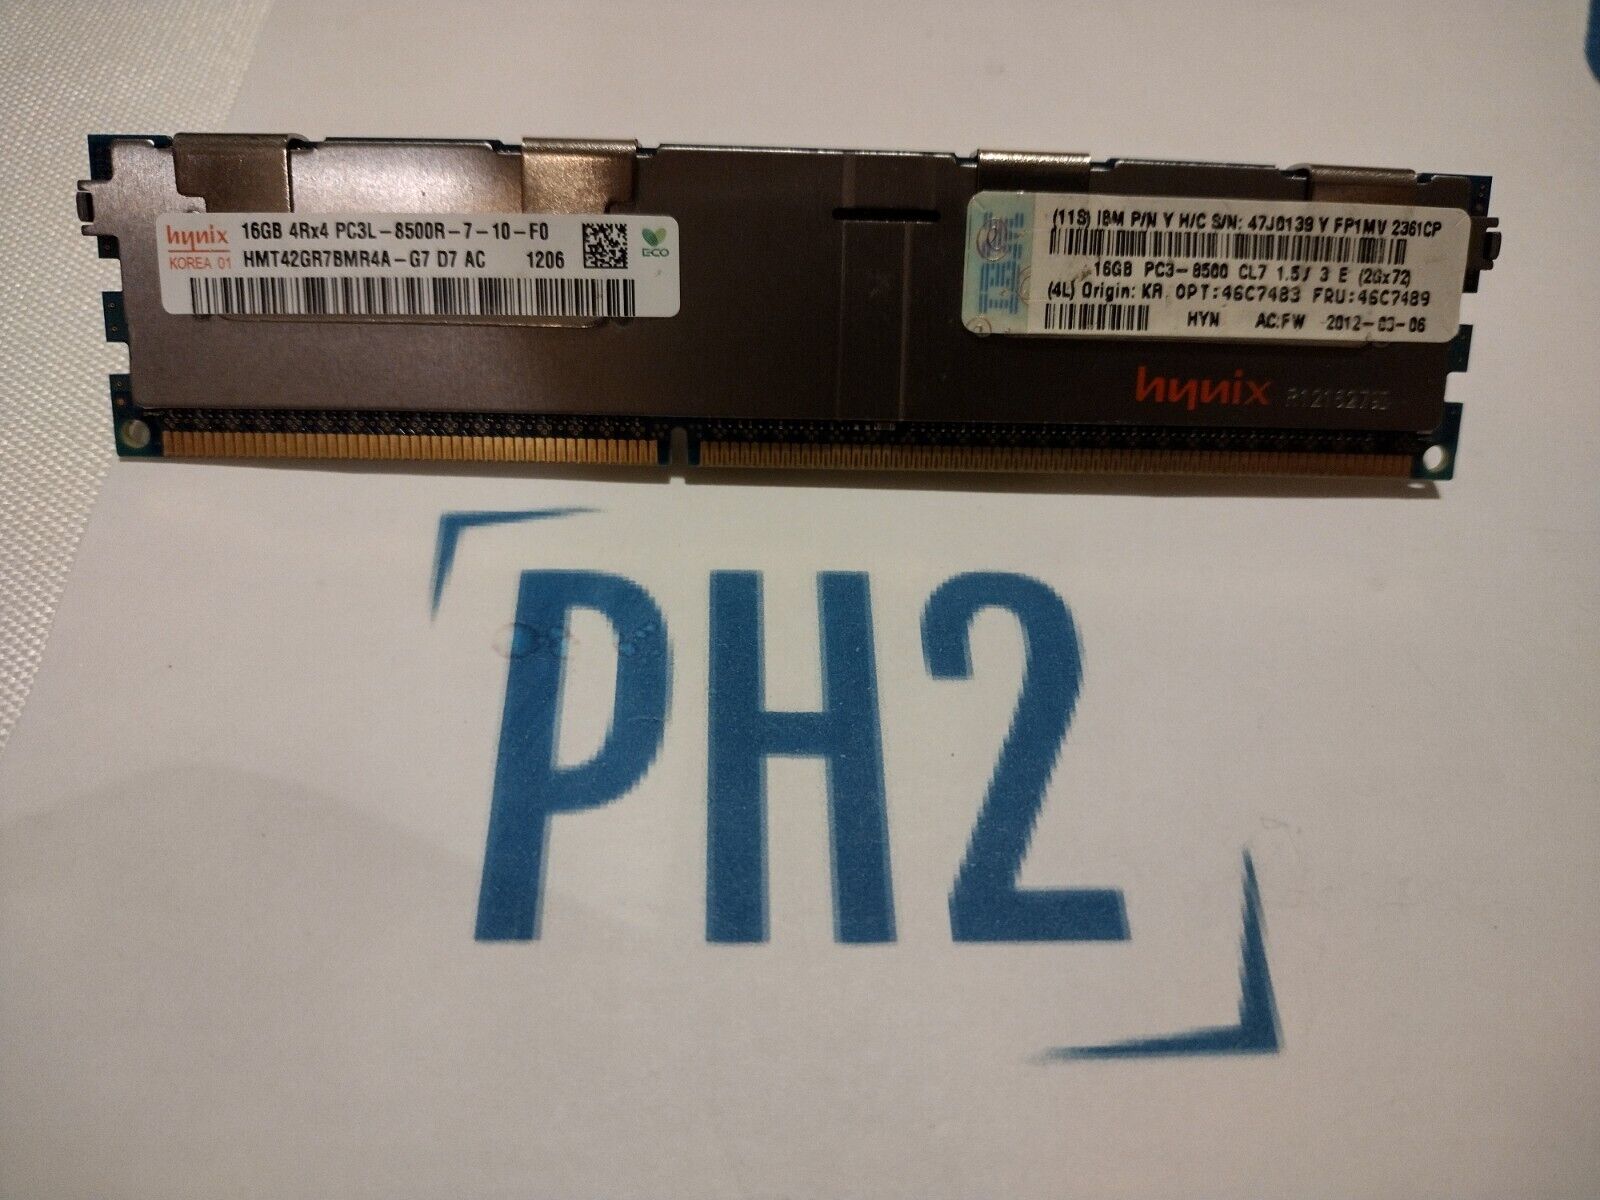 hynix
KOREA 01
16GB 4Rx4 PC3L-8500R-7-10-F0
HMT42GR7BMR4A-G7 D7 AC 1206
ECO
IBM
(11S) IBM P/N Y H/C S/N: 47J0139 Y FP1MV 2361CP
16GB PC3-8500 CL7 1.5 3 E (2Gx72)
(4L) Origin: KR OPT:46C7483 FRU:46C7489
HYN AC:FW 2012-03-06
hynix
PH2